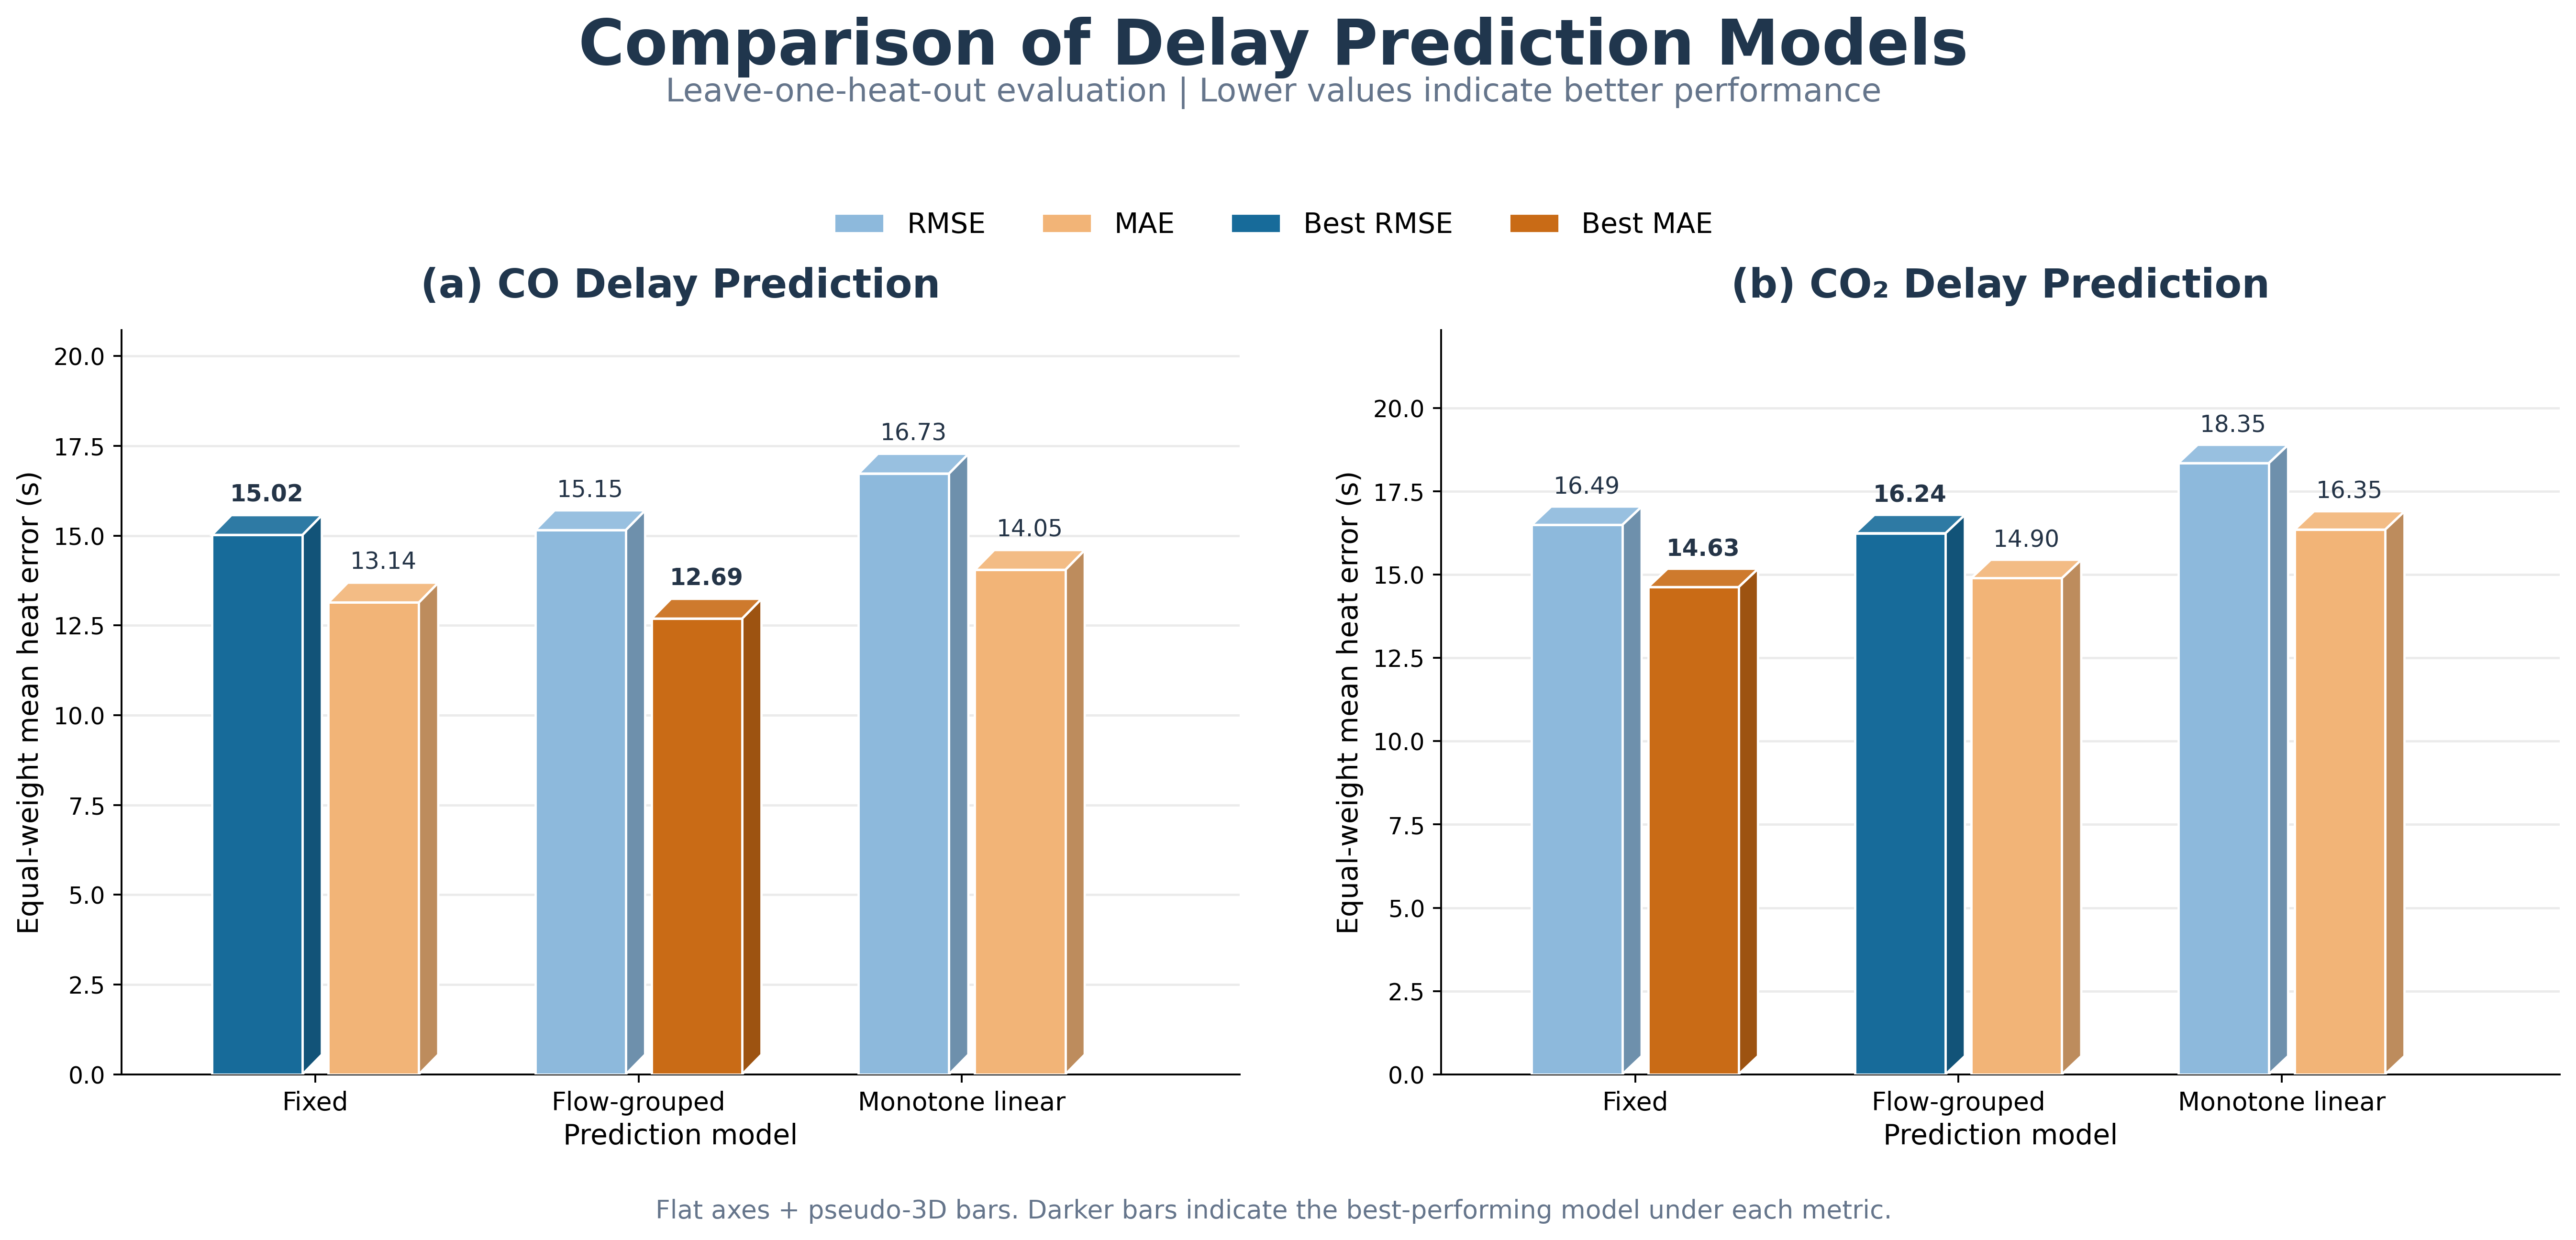 Comparison of Delay Prediction Models
Leave-one-heat-out evaluation | Lower values indicate better performance
RMSE MAE Best RMSE Best MAE
(a) CO Delay Prediction
Equal-weight mean heat error (s)
20.0
17.5
15.0
12.5
10.0
7.5
5.0
2.5
0.0
15.02
13.14
15.15
12.69
16.73
14.05
Fixed Flow-grouped Monotone linear
Prediction model
(b) CO₂ Delay Prediction
Equal-weight mean heat error (s)
20.0
17.5
15.0
12.5
10.0
7.5
5.0
2.5
0.0
16.49
14.63
16.24
14.90
18.35
16.35
Fixed Flow-grouped Monotone linear
Prediction model
Flat axes + pseudo-3D bars. Darker bars indicate the best-performing model under each metric.